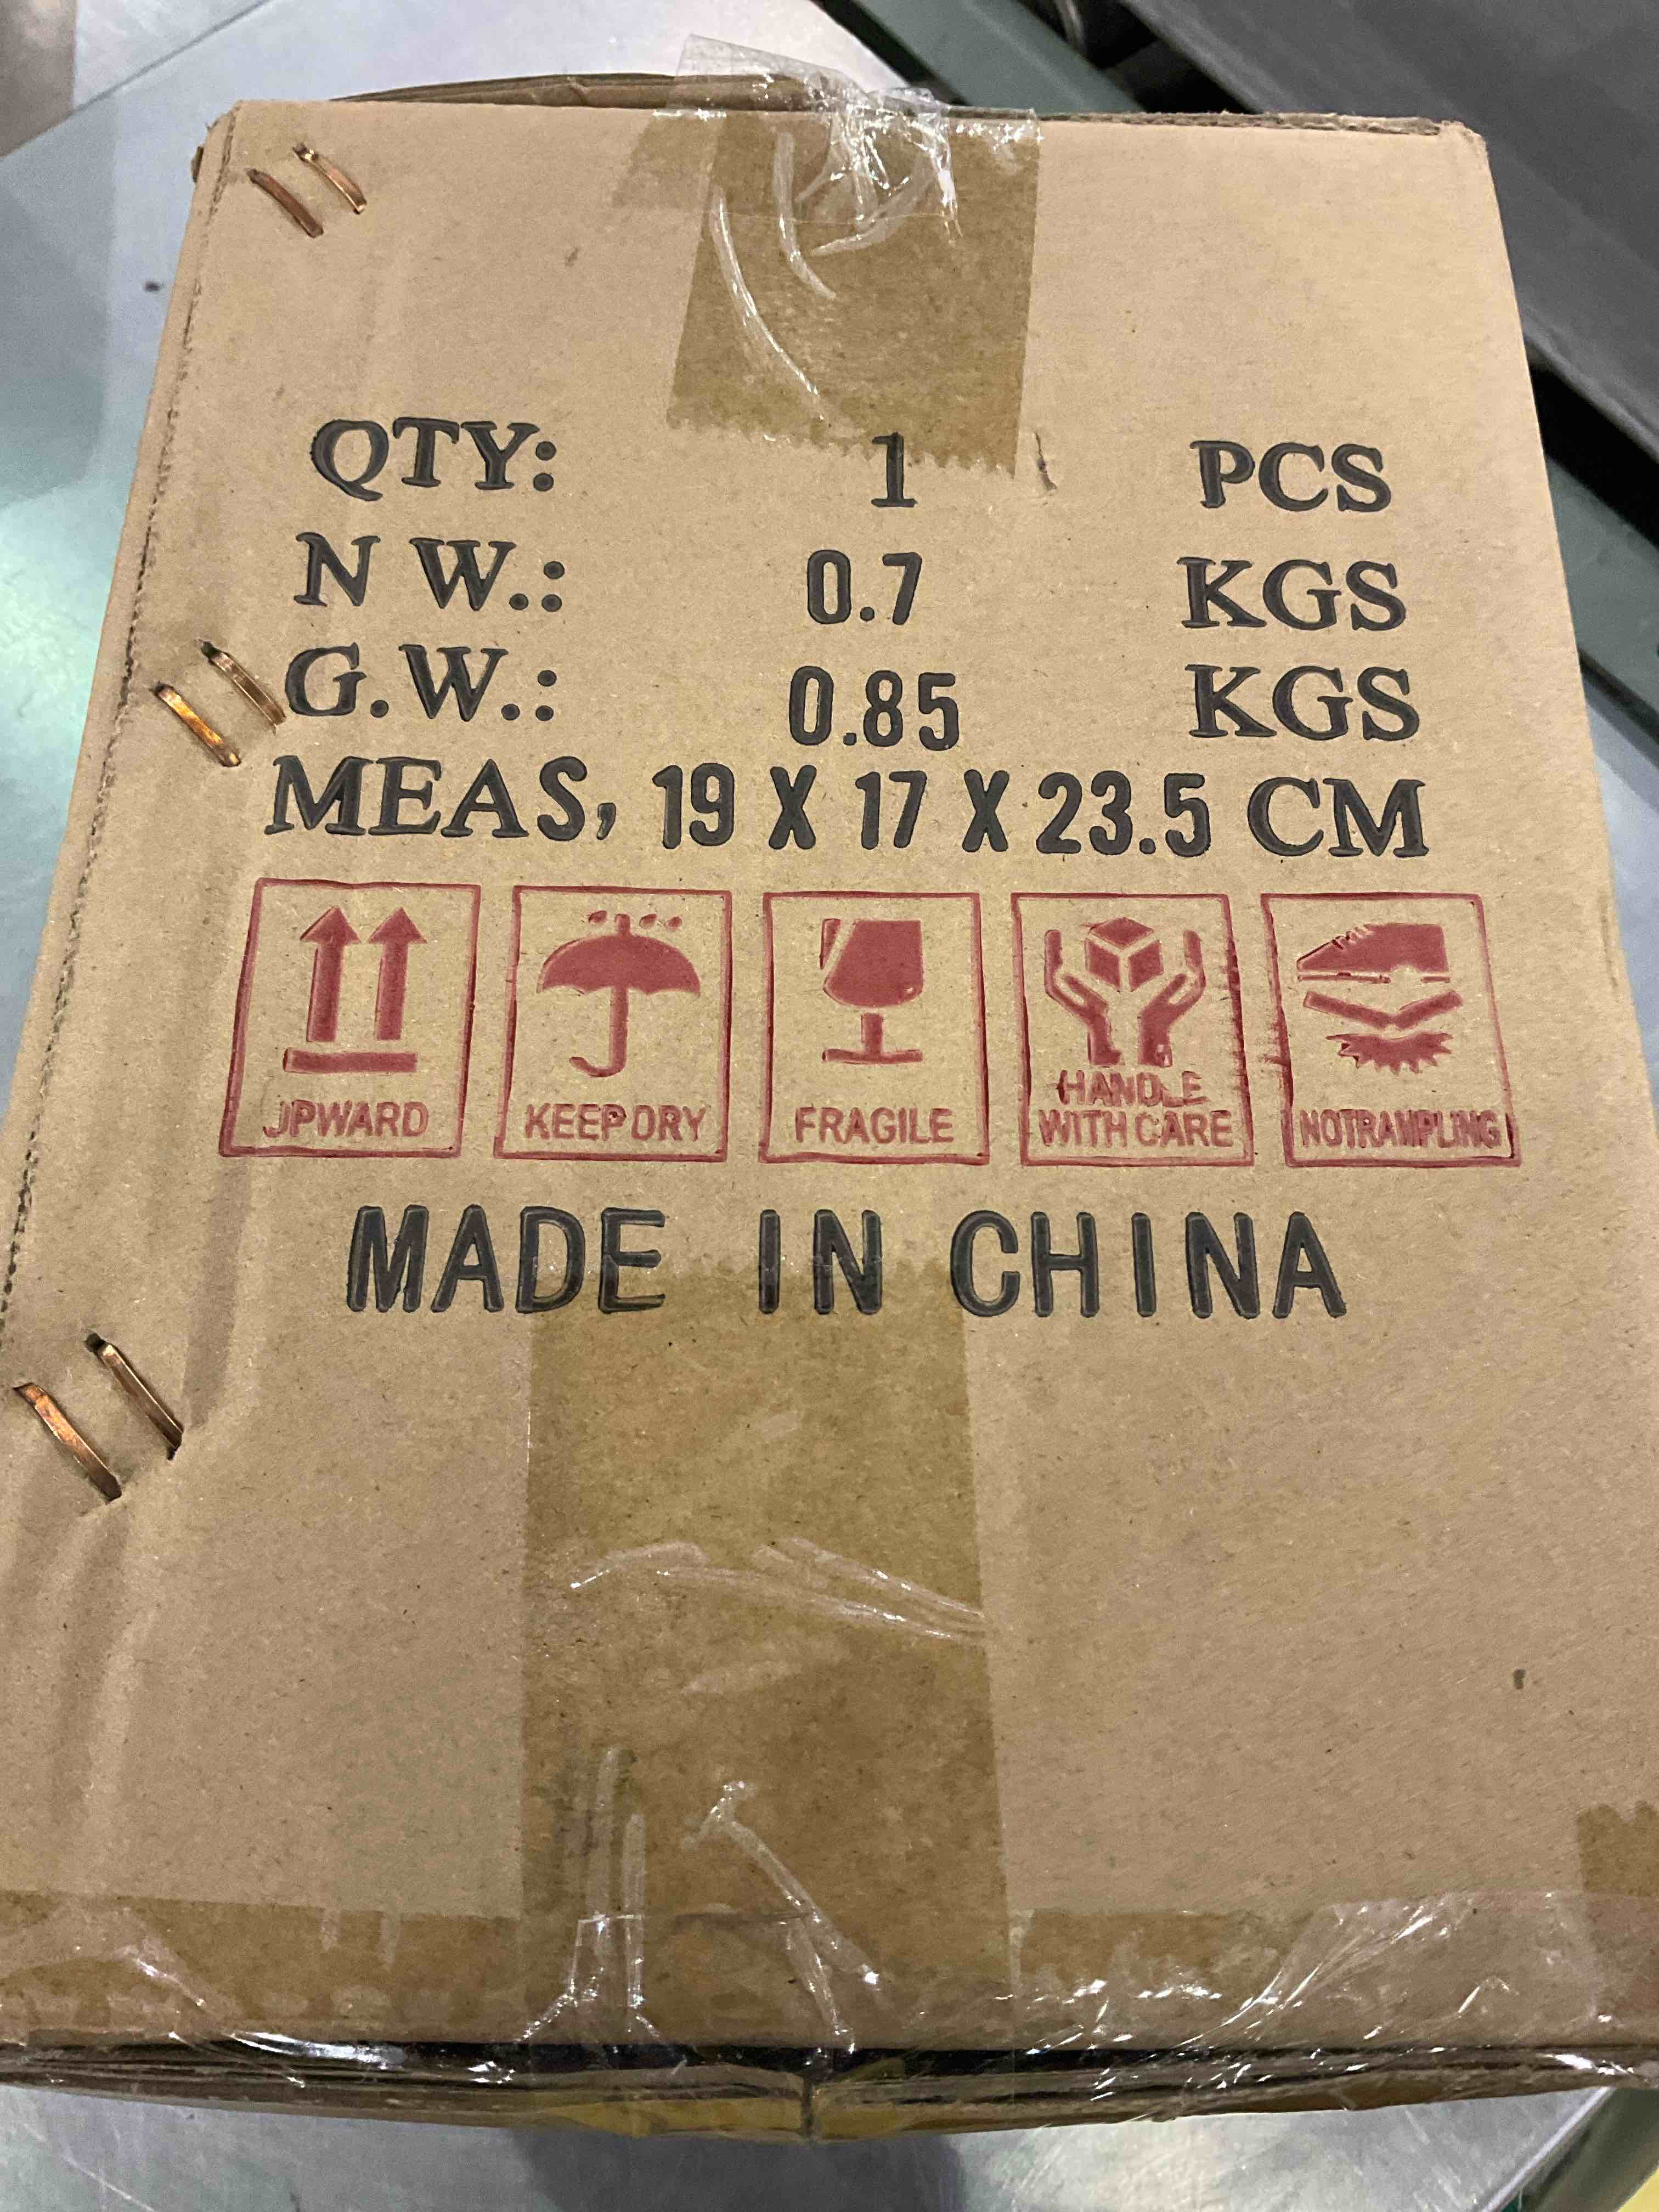 QTY: 1 PCS
N W.: 0.7 KGS
G.W.: 0.85 KGS
MEAS, 19 X 17 X 23.5 CM
UPWARD
KEEP DRY
FRAGILE
HANDLE
WITH CARE
NOTRAMPLING
MADE IN CHINA